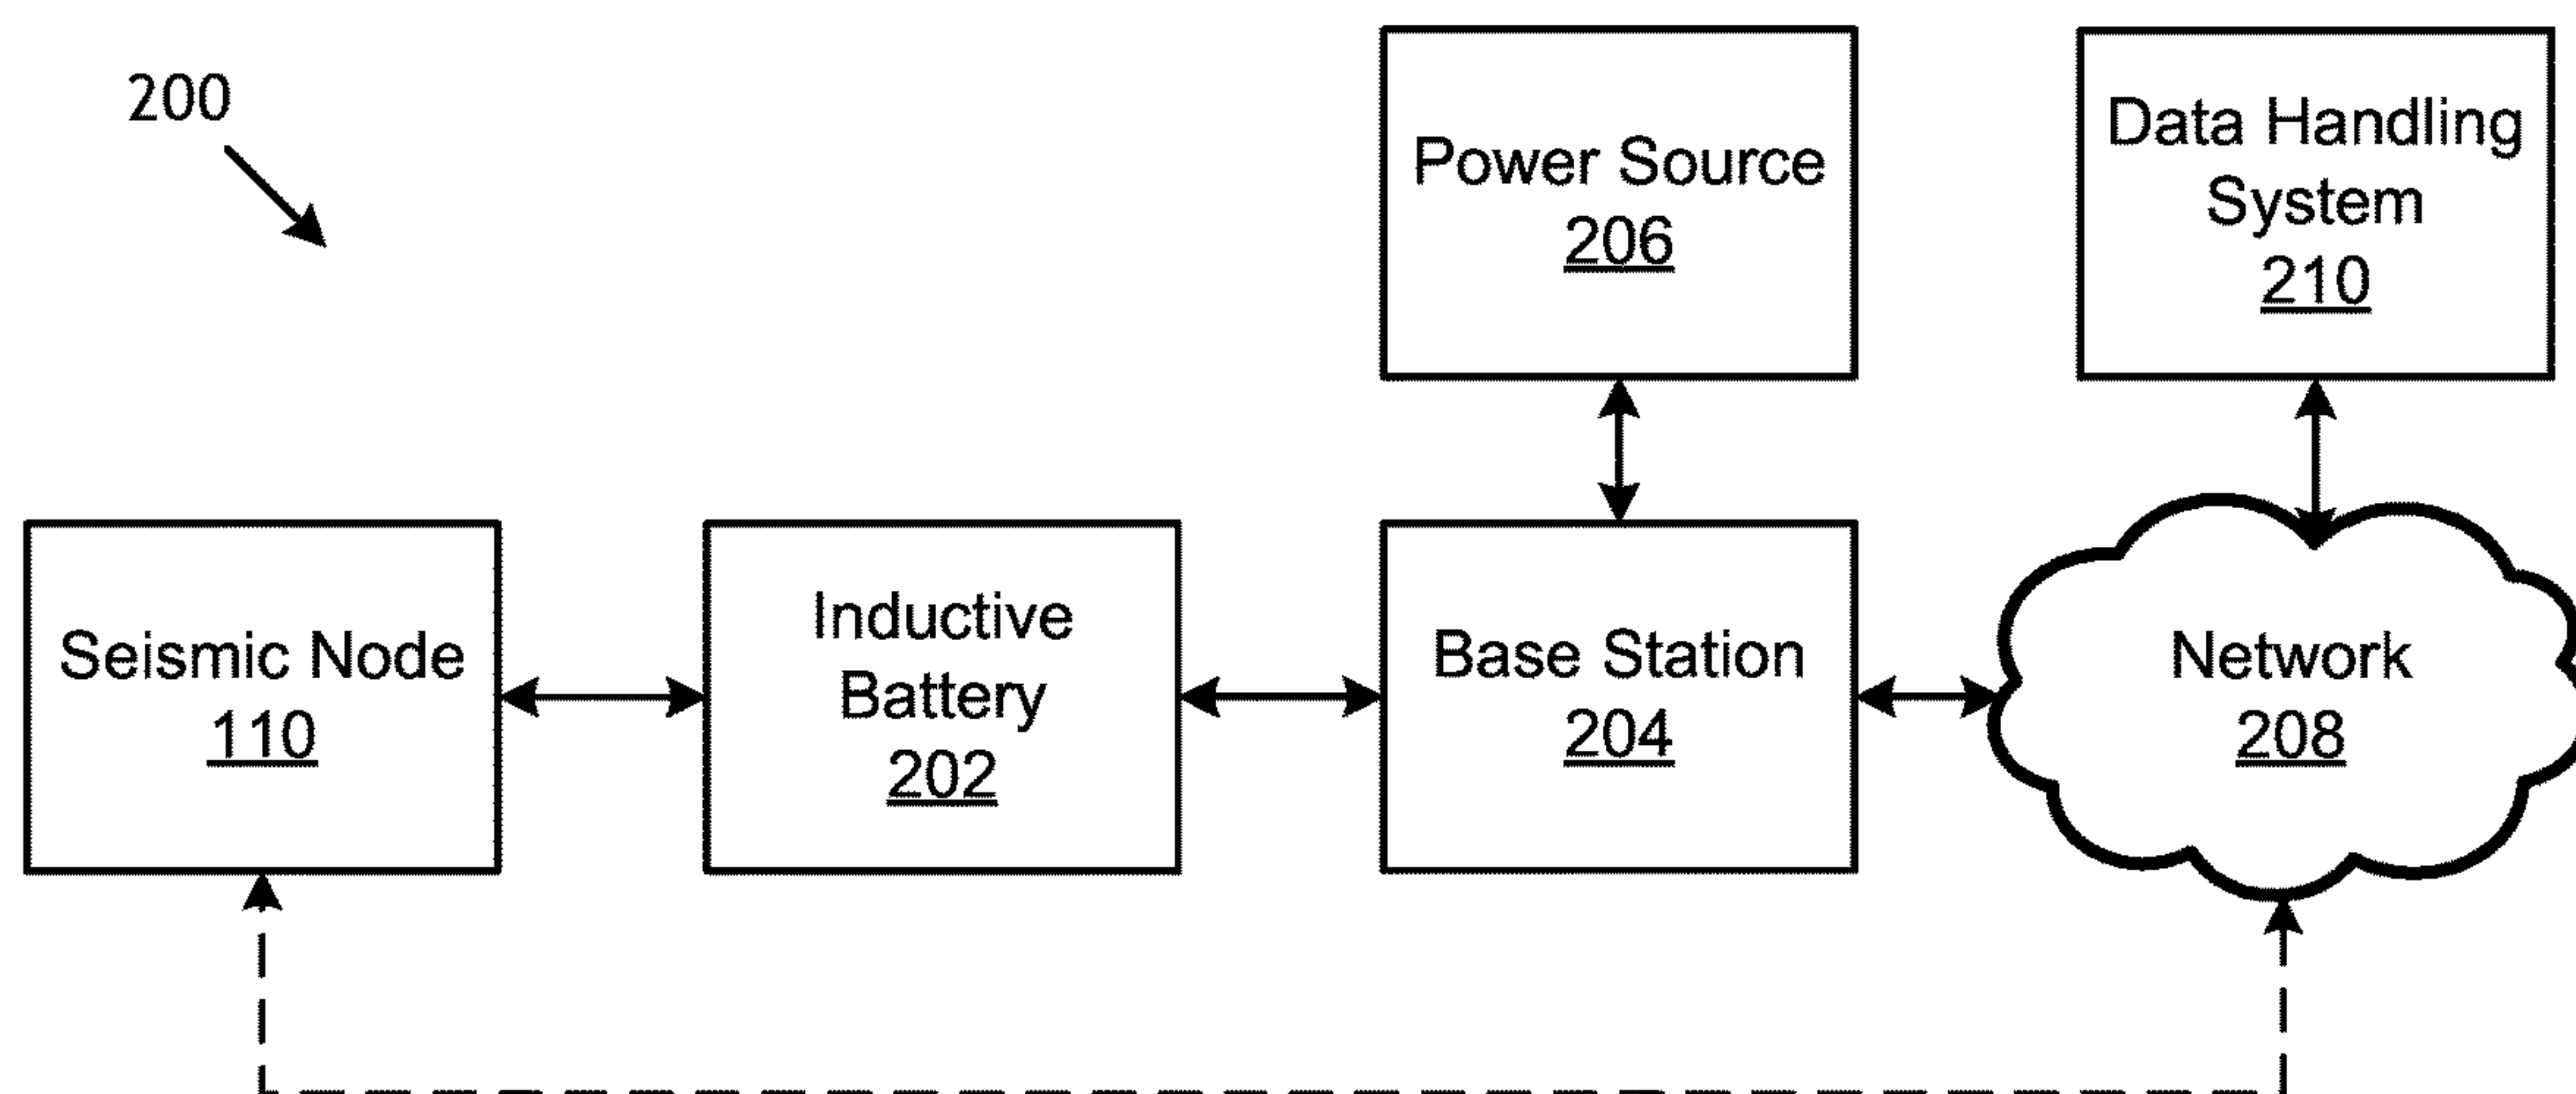 200
Power Source
206
Data Handling
System
210
Seismic Node
110
Inductive
Battery
202
Base Station
204
Network
208